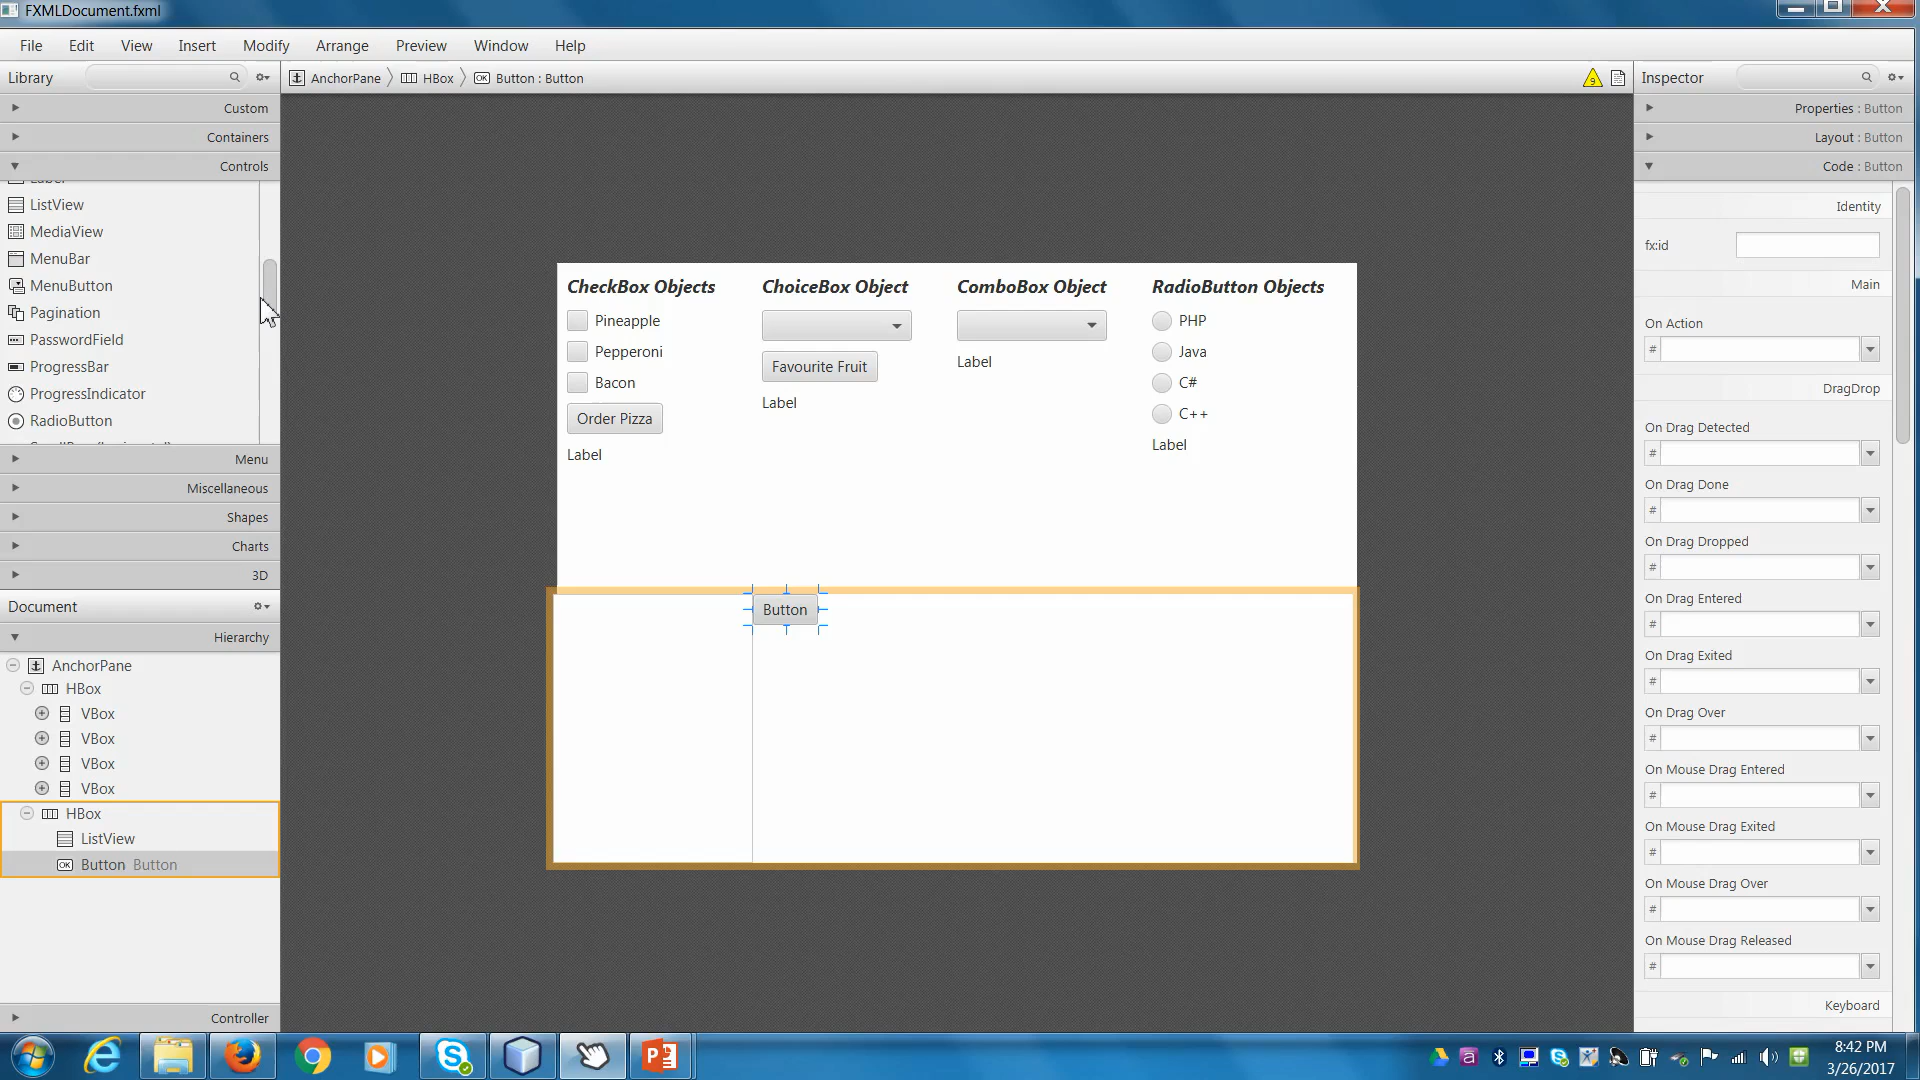 FXMLDocument.fxml
File Edit View Insert Modify Arrange Preview Window Help
Library
AnchorPane HBox Button : Button
9
Inspector
Custom
Containers
Controls
Label
ListView
MediaView
MenuBar
MenuButton
Pagination
PasswordField
ProgressBar
ProgressIndicator
RadioButton
Menu
Miscellaneous
Shapes
Charts
3D
Document
Hierarchy
AnchorPane
HBox
VBox
VBox
VBox
VBox
HBox
ListView
OK Button Button
Controller
CheckBox Objects
Pineapple
Pepperoni
Bacon
Order Pizza
Label
ChoiceBox Object
Favourite Fruit
Label
ComboBox Object
Label
RadioButton Objects
PHP
Java
C#
C++
Label
Button
Properties : Button
Layout : Button
Code : Button
Identity
fx:id
Main
On Action
#
DragDrop
On Drag Detected
#
On Drag Done
#
On Drag Dropped
#
On Drag Entered
#
On Drag Exited
#
On Drag Over
#
On Mouse Drag Entered
#
On Mouse Drag Exited
#
On Mouse Drag Over
#
On Mouse Drag Released
#
Keyboard
8:42 PM
3/26/2017